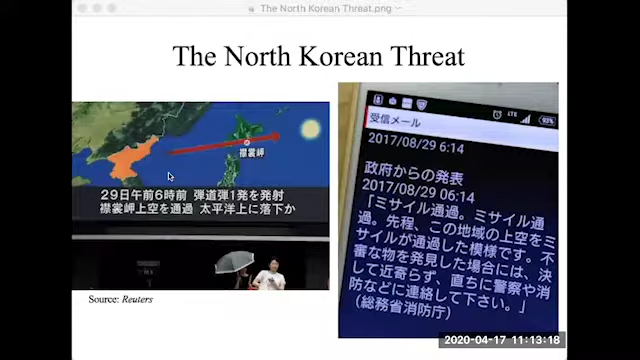 The North Korean Threat.png
The North Korean Threat
襟裳岬
29日午前6時前 弾道弾1発を発射
襟裳岬上空を通過 太平洋上に落下か
Source: Reuters
LTE
93%
受信メール
2017/08/29 6:14
政府からの発表
2017/08/29 06:14
「ミサイル通過。ミサイル通
過。先程、この地域の上空をミ
サイルが通過した模様です。不
審な物を発見した場合には、決
して近寄らず、直ちに警察や消
防などに連絡して下さい。」
(総務省消防庁)
2020-04-17 11:13:18